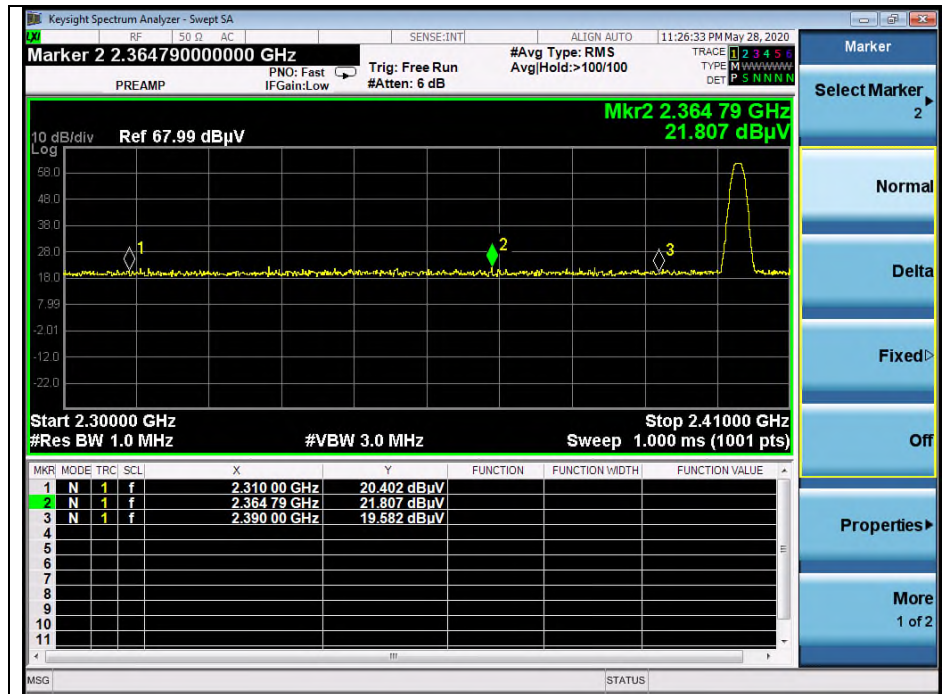 Keysight Spectrum Analyzer - Swept SA
LXI RF 50 Ω AC SENSE:INT ALIGN AUTO 11:26:33 PM May 28, 2020
Marker 2 2.364790000000 GHz
PREAMP
PNO: Fast
IFGain:Low
Trig: Free Run
#Atten: 6 dB
#Avg Type: RMS
Avg|Hold:>100/100
TRACE 1 2 3 4 5 6
TYPE M W W W W W
DET P S N N N N
Mkr2 2.364 79 GHz
21.807 dBµV
10 dB/div Ref 67.99 dBµV
Log
58.0
48.0
38.0
28.0
18.0
7.99
-2.01
-12.0
-22.0
1
2
3
Start 2.30000 GHz Stop 2.41000 GHz
#Res BW 1.0 MHz #VBW 3.0 MHz Sweep 1.000 ms (1001 pts)
MKR MODE TRC SCL X Y FUNCTION FUNCTION WIDTH FUNCTION VALUE
1 N 1 f 2.310 00 GHz 20.402 dBµV
2 N 1 f 2.364 79 GHz 21.807 dBµV
3 N 1 f 2.390 00 GHz 19.582 dBµV
4
5
6
7
8
9
10
11
MSG STATUS
Marker
Select Marker
2
Normal
Delta
Fixed
Off
Properties
More
1 of 2